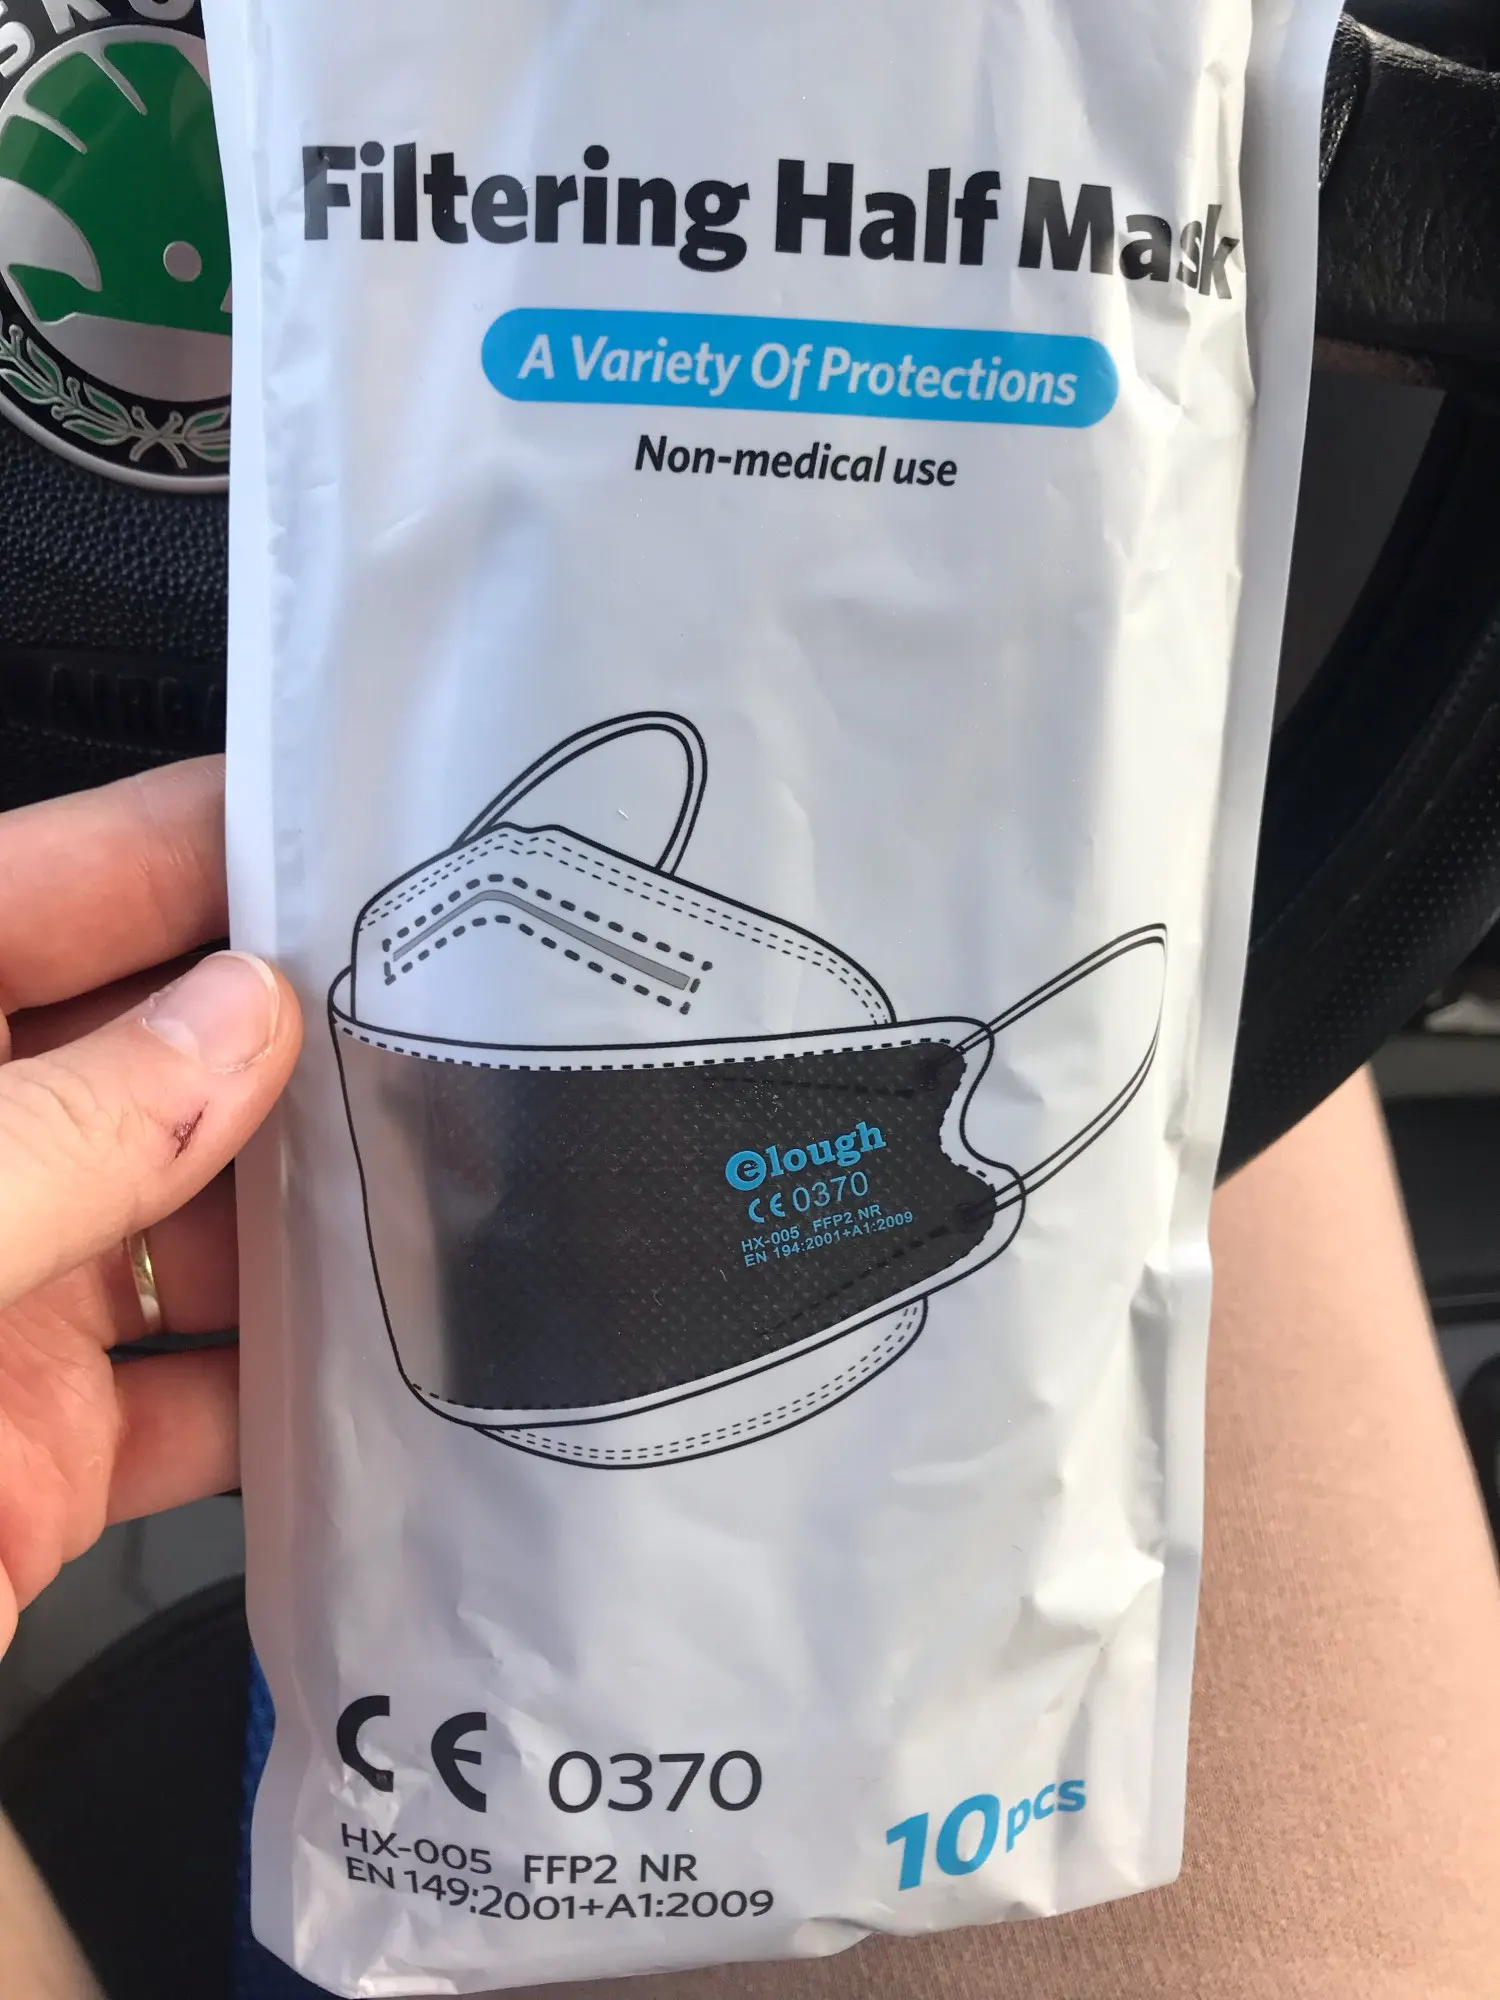 Filtering Half Mask
A Variety Of Protections
Non-medical use
elough
CE 0370
HX-005 FFP2 NR
EN 194:2001+A1:2009
CE 0370
HX-005 FFP2 NR
EN 149:2001+A1:2009
10pcs